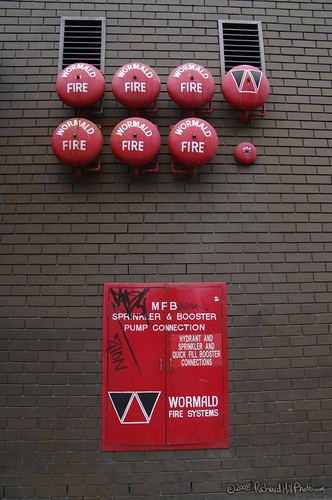 WORMALD WORMALD WORMALD
FIRE FIRE FIRE
WORMALD WORMALD WORMALD
FIRE FIRE FIRE
MFB
SPRINKLER & BOOSTER
PUMP CONNECTION
HYDRANT AND
SPRINKLER AND
QUICK FILL BOOSTER
CONNECTIONS
WORMALD
FIRE SYSTEMS
©2008 RichardHillPhoto.com